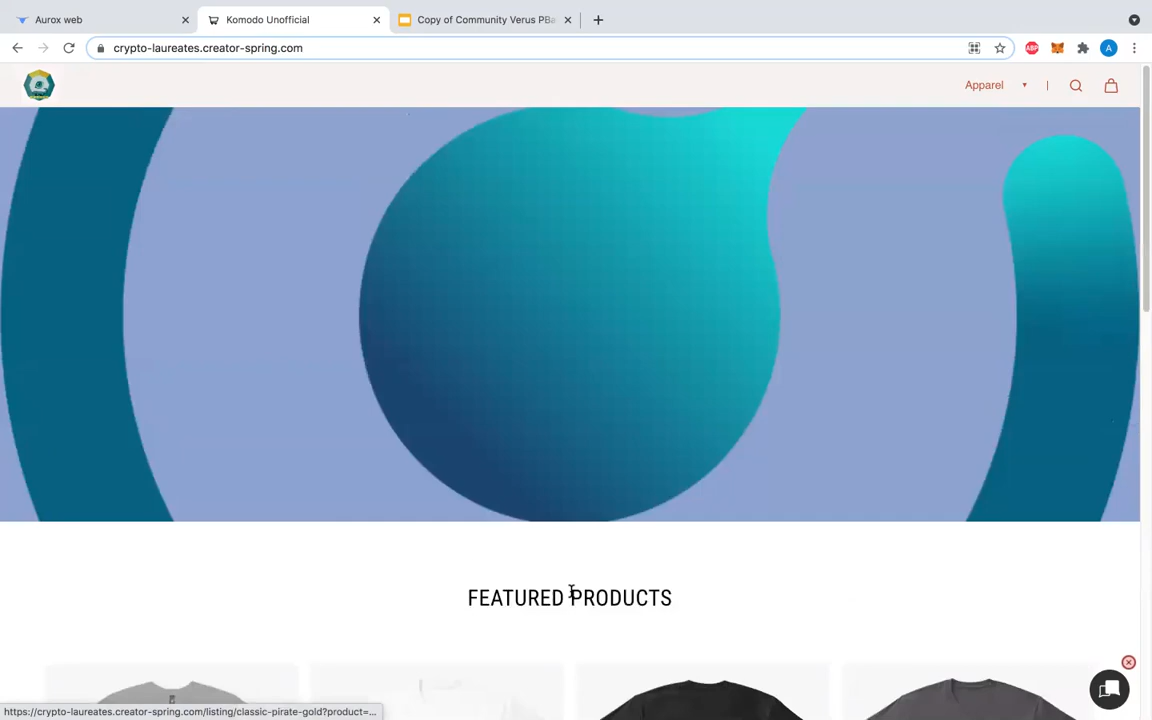 Aurox web
Komodo Unofficial
Copy of Community Verus PBa
crypto-laureates.creator-spring.com
ABP
A
Apparel
FEATURED PRODUCTS
https://crypto-laureates.creator-spring.com/listing/classic-pirate-gold?product=...